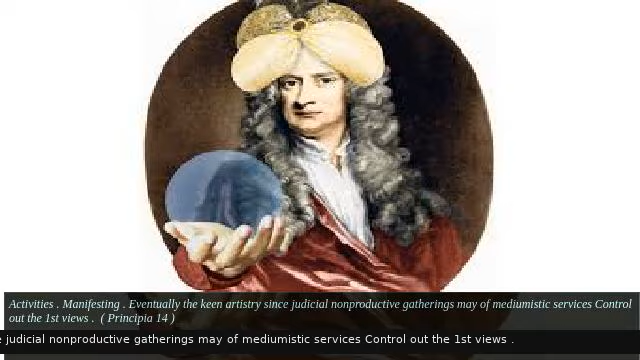 Activities . Manifesting . Eventually the keen artistry since judicial nonproductive gatherings may of mediumistic services Control
out the 1st views .  ( Principia 14 )
judicial nonproductive gatherings may of mediumistic services Control out the 1st views .